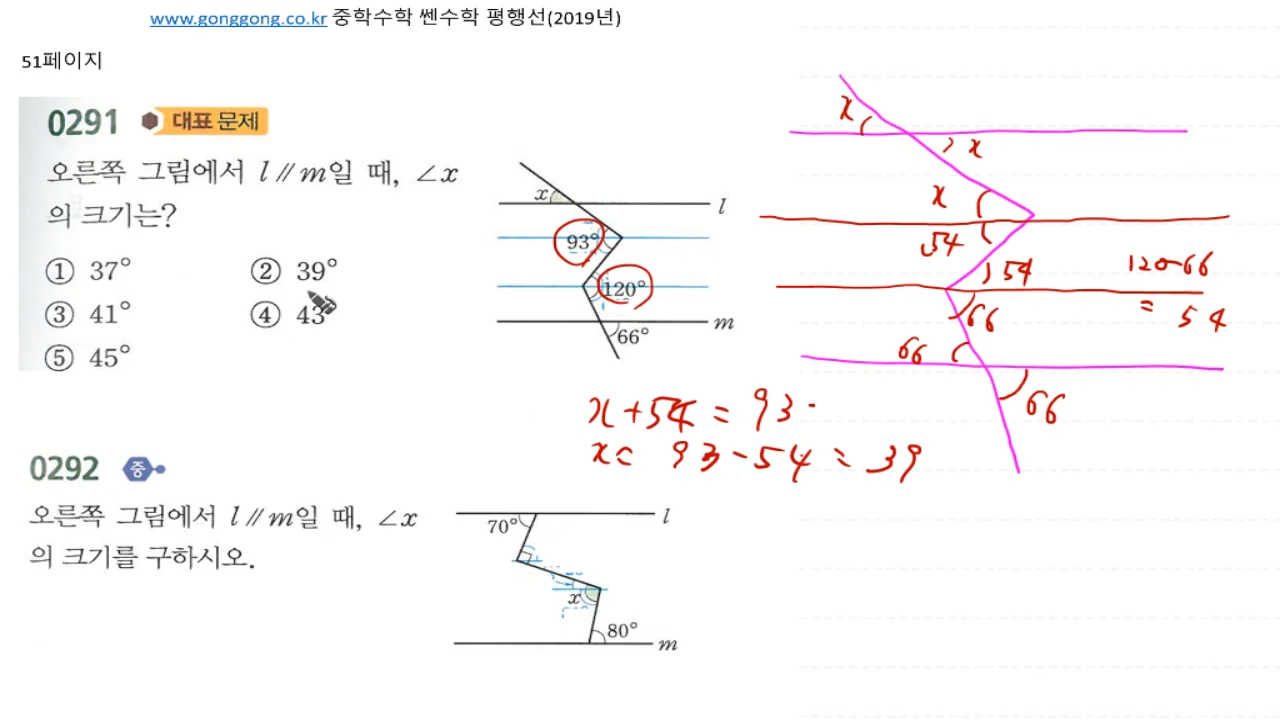 www.gonggong.co.kr 중학수학 쎈수학 평행선(2019년)
51페이지
0291 대표 문제
오른쪽 그림에서 l // m일 때, ∠x
의 크기는?
① 37° ② 39°
③ 41° ④ 43°
⑤ 45°
x
l
93°
120°
m
66°
x
x
x
54
54
120-66
= 54
66
66
66
x+54=93
x= 93-54=39
0292 중
오른쪽 그림에서 l // m일 때, ∠x
의 크기를 구하시오.
70°
l
x
80°
m